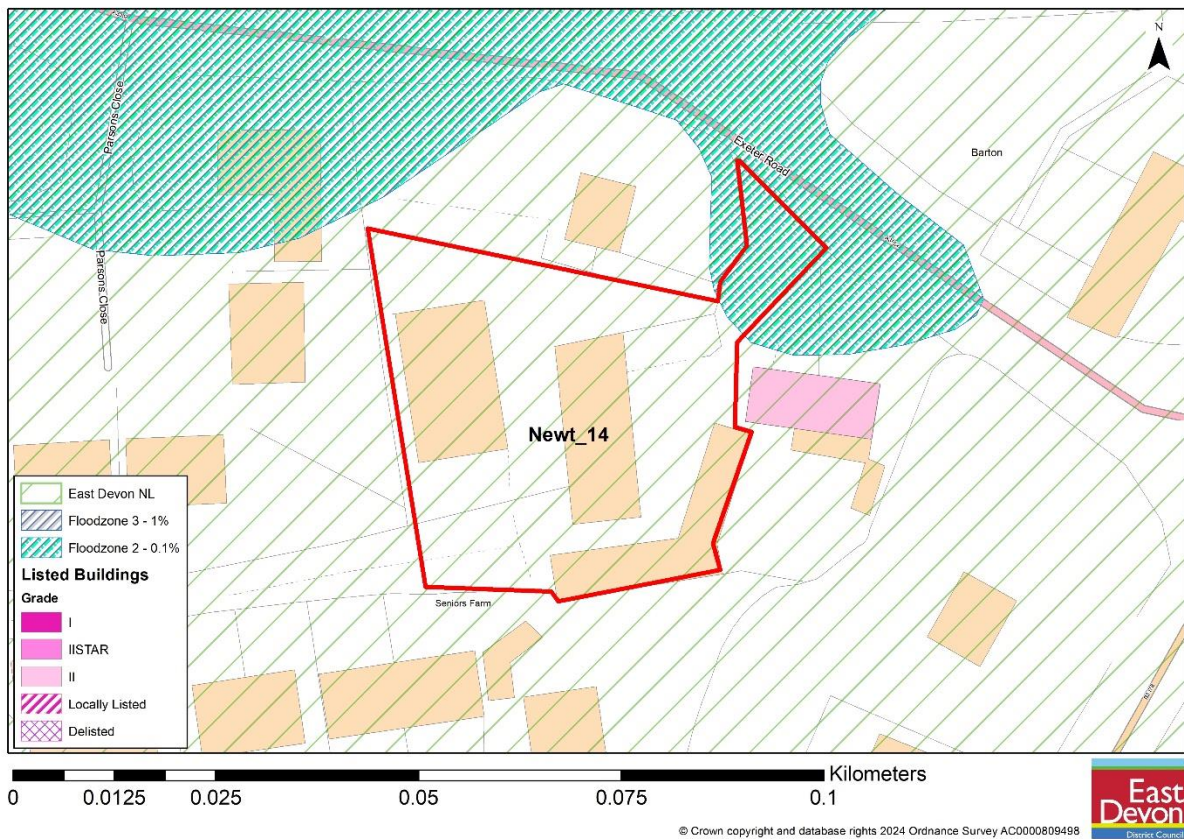 N
Parsons Close
Exeter Road
Barton
Parsons Close
Newt_14
Seniors Farm
East Devon NL
Floodzone 3 - 1%
Floodzone 2 - 0.1%
Listed Buildings
Grade
I
IISTAR
II
Locally Listed
Delisted
Kilometers
0
0.0125
0.025
0.05
0.075
0.1
East
Devon
District Council
© Crown copyright and database rights 2024 Ordnance Survey AC0000809498